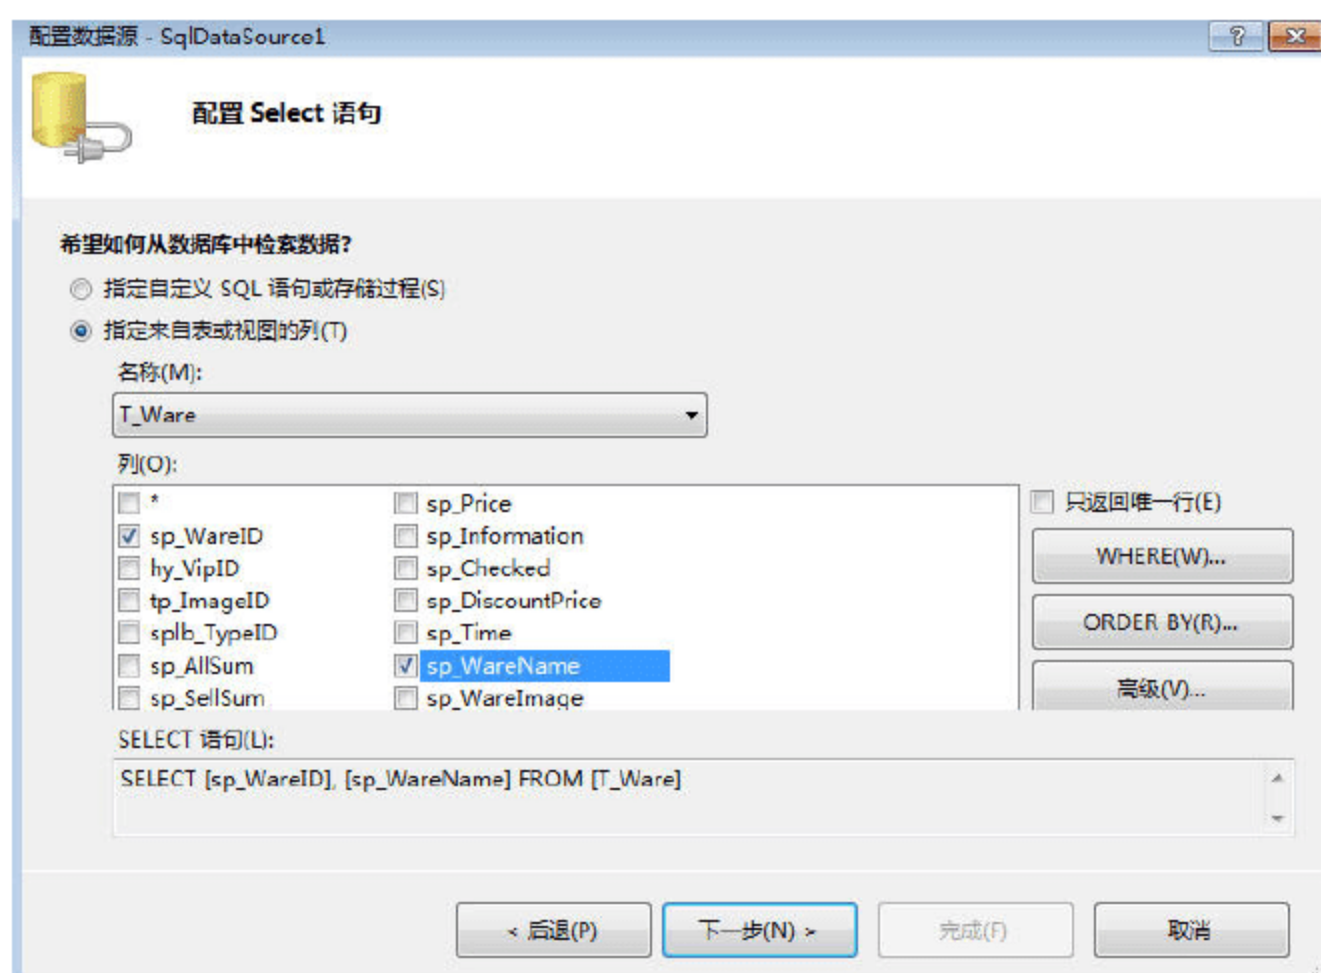 配置数据源 - SqlDataSource1
配置 Select 语句
希望如何从数据库中检索数据?
指定自定义 SQL 语句或存储过程(S)
指定来自表或视图的列(T)
名称(M):
T_Ware
列(O):
* sp_Price 只返回唯一行(E)
sp_WareID sp_Information
hy_VipID sp_Checked WHERE(W)...
tp_ImageID sp_DiscountPrice
splb_TypeID sp_Time ORDER BY(R)...
sp_AllSum sp_WareName
sp_SellSum sp_WareImage 高级(V)...
SELECT 语句(L):
SELECT [sp_WareID], [sp_WareName] FROM [T_Ware]
< 后退(P) 下一步(N) > 完成(F) 取消